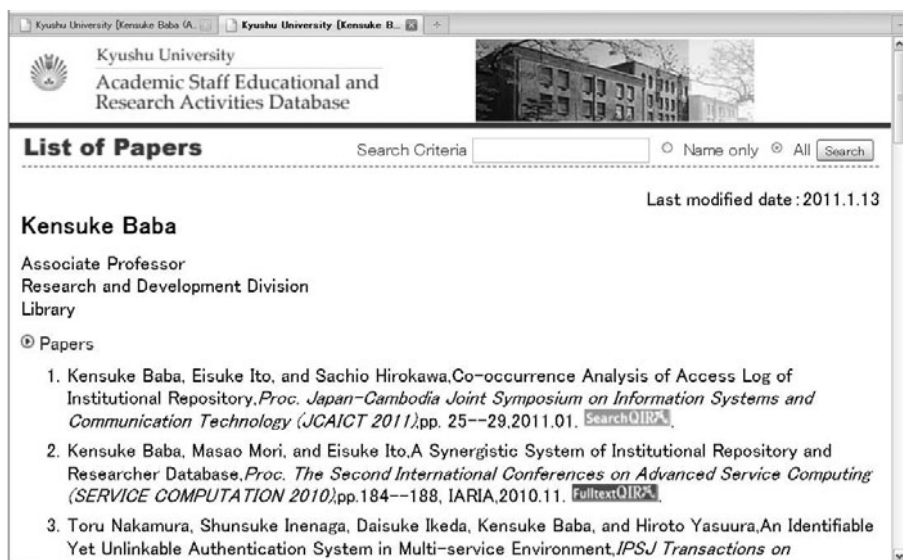 Kyushu University [Kensuke Baba (A...
Kyushu University [Kensuke B...
Kyushu University
Academic Staff Educational and
Research Activities Database
List of Papers
Search Criteria
Name only
All
Search
Last modified date:2011.1.13
Kensuke Baba
Associate Professor
Research and Development Division
Library
Papers
1. Kensuke Baba, Eisuke Ito, and Sachio Hirokawa,Co-occurrence Analysis of Access Log of
Institutional Repository,Proc. Japan-Cambodia Joint Symposium on Information Systems and
Communication Technology (JCAICT 2011),pp. 25--29,2011.01. SearchQIR.
2. Kensuke Baba, Masao Mori, and Eisuke Ito,A Synergistic System of Institutional Repository and
Researcher Database,Proc. The Second International Conferences on Advanced Service Computing
(SERVICE COMPUTATION 2010),pp.184--188, IARIA,2010.11. FulltextQIR.
3. Toru Nakamura, Shunsuke Inenaga, Daisuke Ikeda, Kensuke Baba, and Hiroto Yasuura,An Identifiable
Yet Unlinkable Authentication System in Multi-service Environment,IPSJ Transactions on